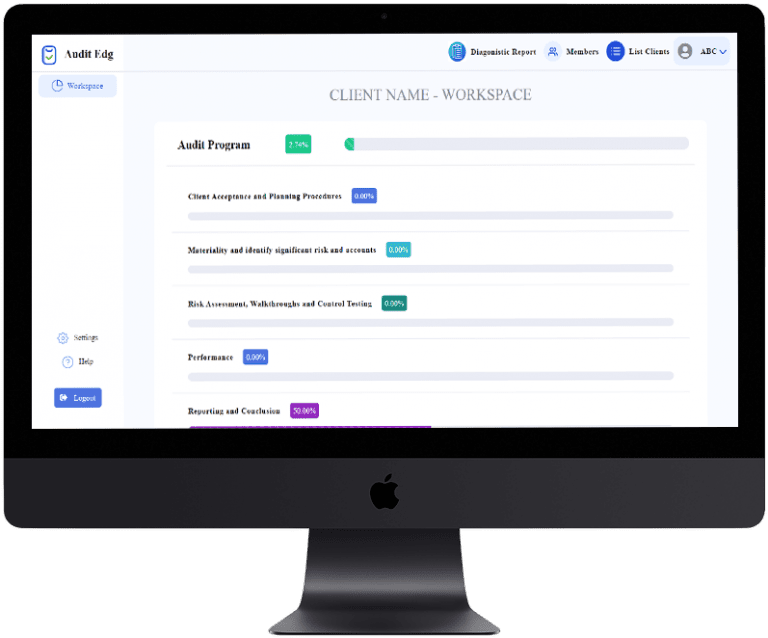 Audit Edg
Diagonistic Report
Members
List Clients
ABC
Workspace
CLIENT NAME - WORKSPACE
Audit Program
2.74%
Client Acceptance and Planning Procedures
0.00%
Materiality and identify significant risk and accounts
0.00%
Risk Assessment, Walkthroughs and Control Testing
0.00%
Performance
0.00%
Reporting and Conclusion
50.00%
Settings
Help
Logout